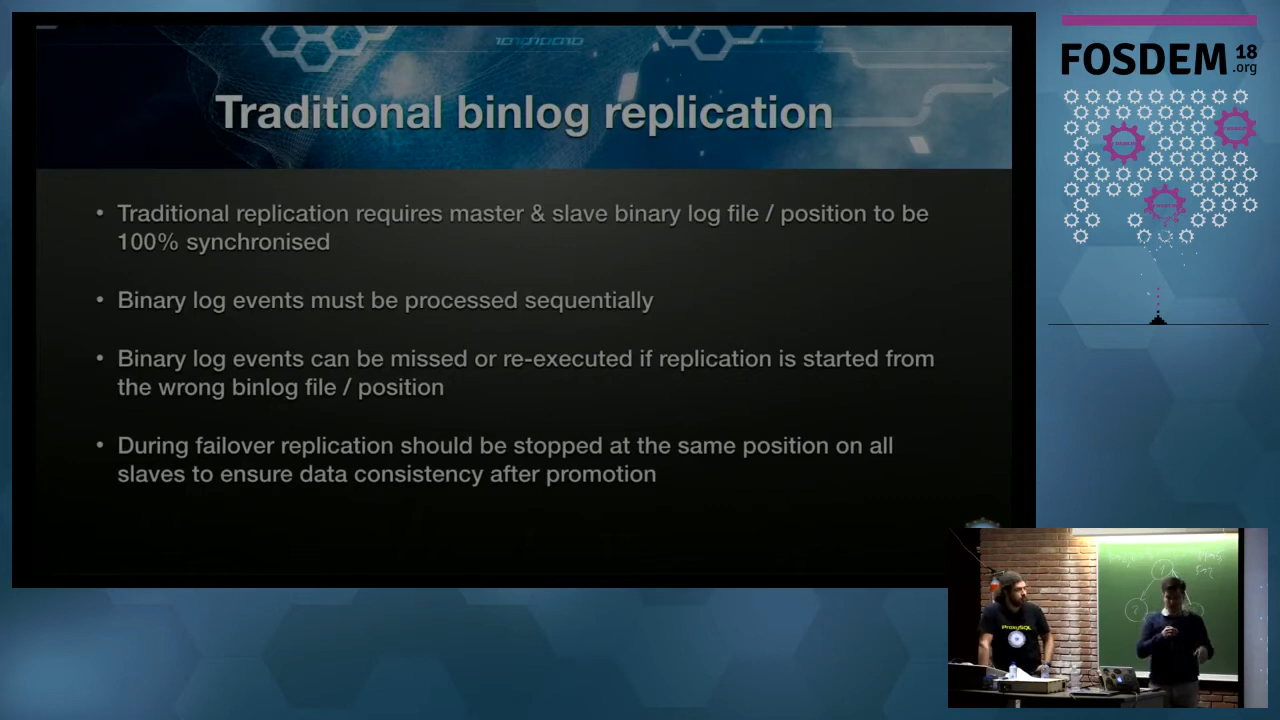 Traditional binlog replication
• Traditional replication requires master & slave binary log file / position to be
100% synchronised
• Binary log events must be processed sequentially
• Binary log events can be missed or re-executed if replication is started from
the wrong binlog file / position
• During failover replication should be stopped at the same position on all
slaves to ensure data consistency after promotion
FOSDEM 18
.org
ProxySQL